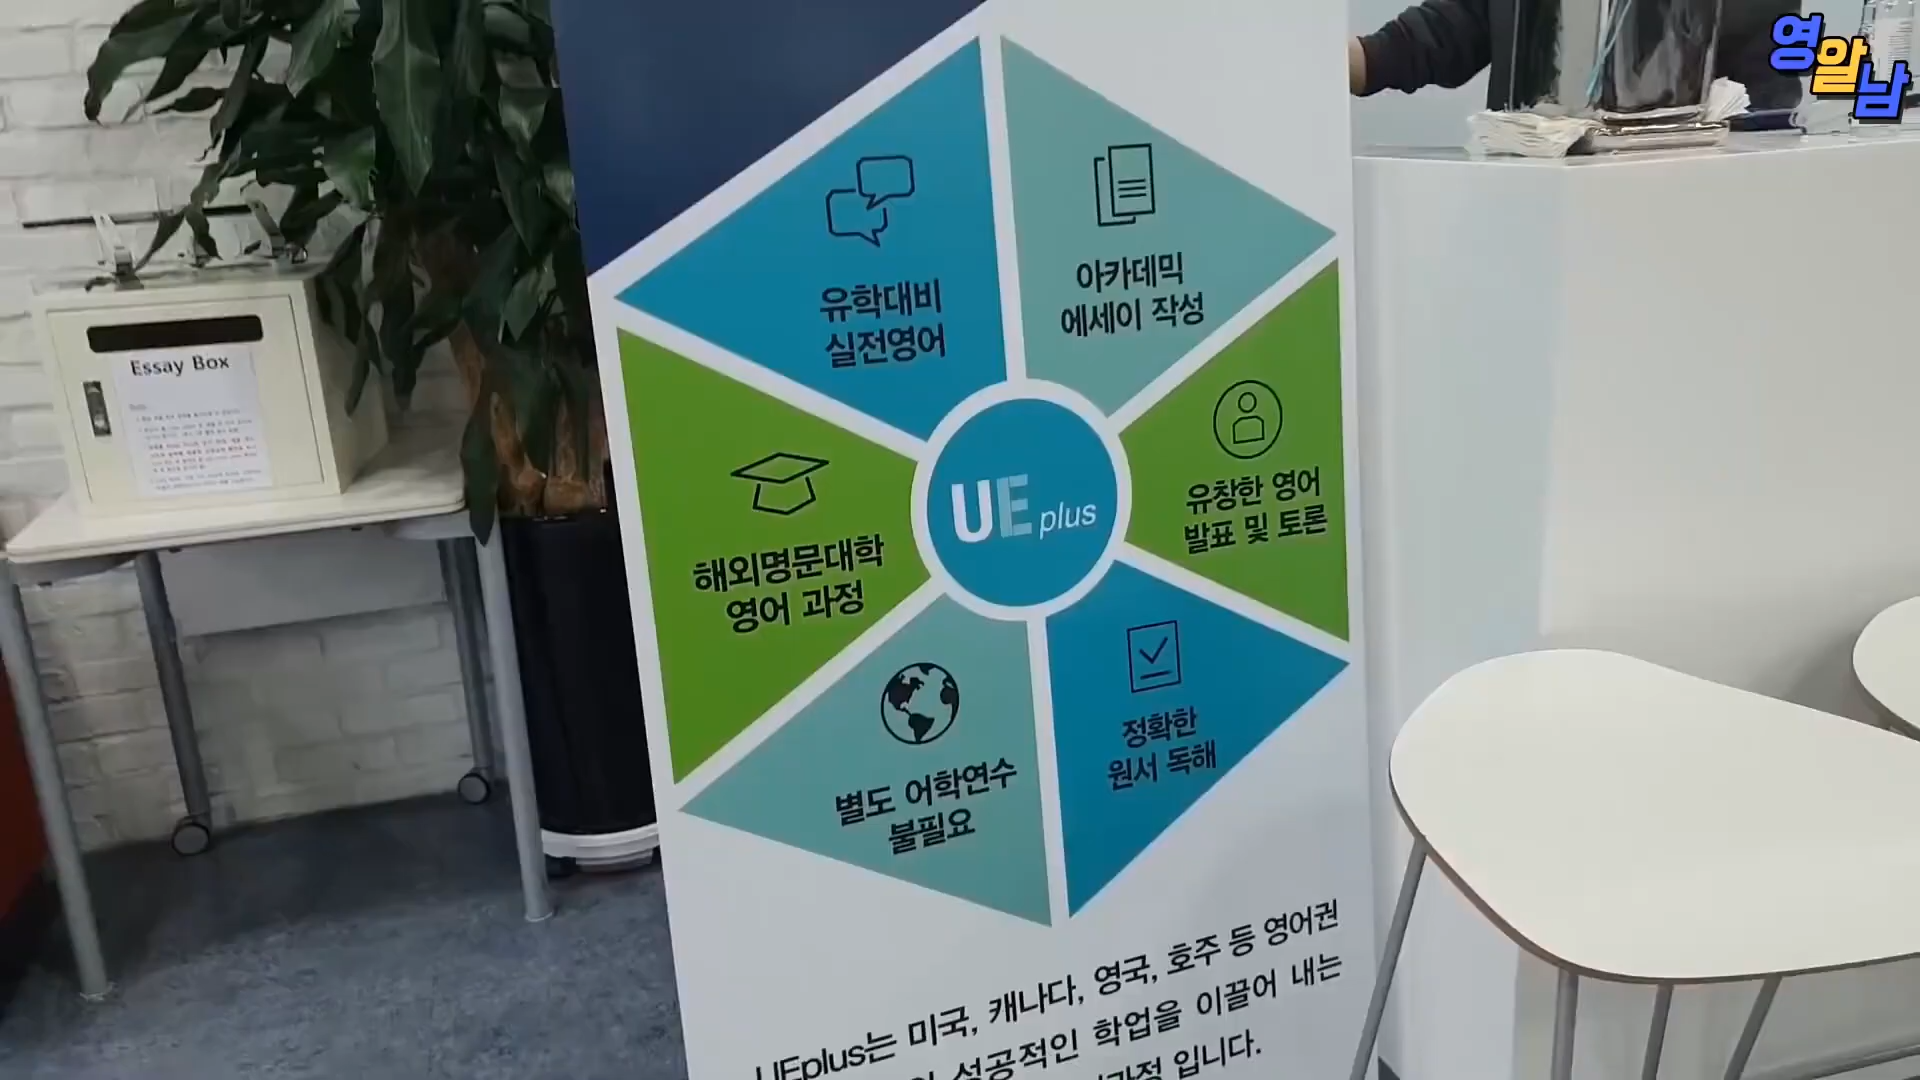 영알남
Essay Box
유학대비
실전영어
아카데믹
에세이 작성
해외명문대학
영어 과정
UE plus
유창한 영어
발표 및 토론
별도 어학연수
불필요
정확한
원서 독해
UEplus는 미국, 캐나다, 영국, 호주 등 영어권
성공적인 학업을 이끌어 내는
입니다.